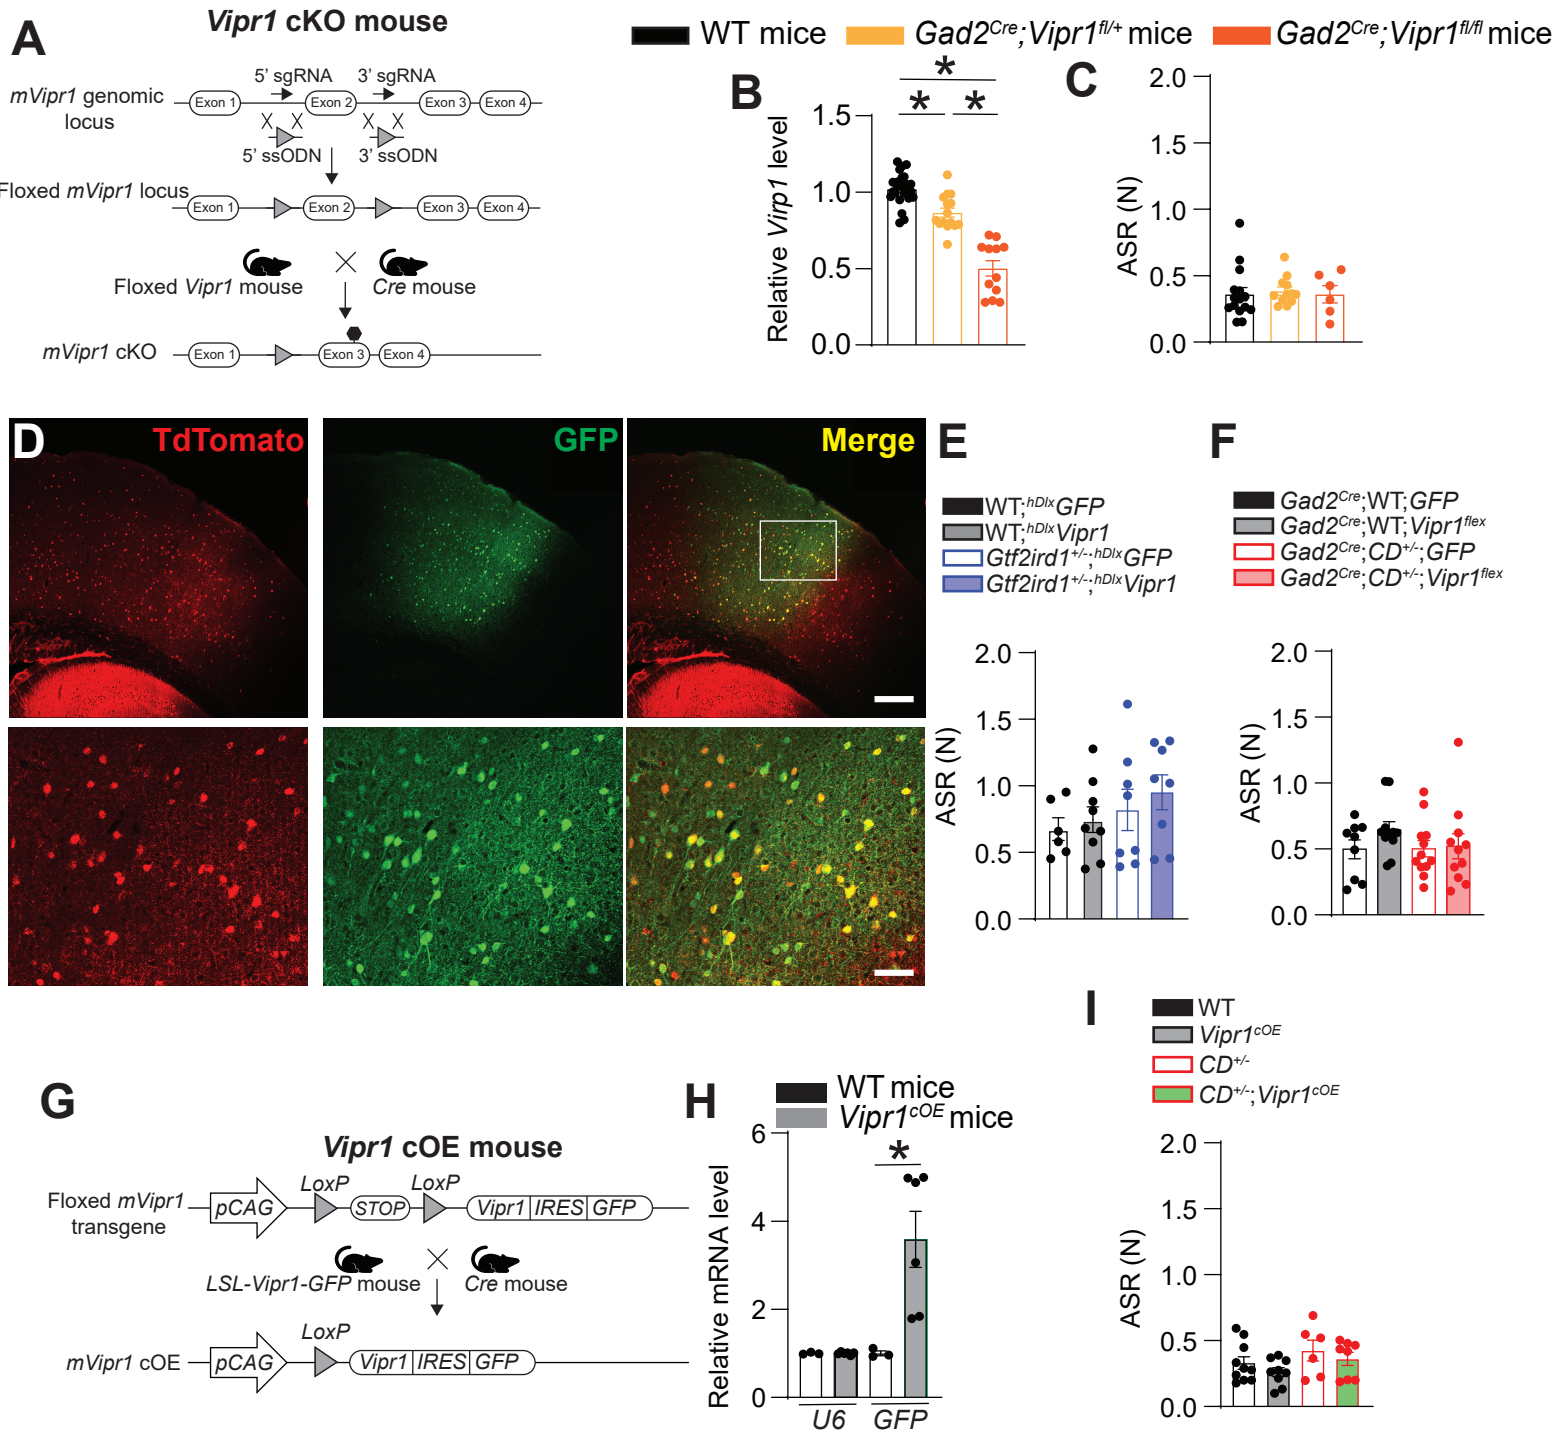 A
Vipr1 cKO mouse
WT mice
Gad2Cre;Vipr1fl/+ mice
Gad2Cre;Vipr1fl/fl mice
5' sgRNA
3' sgRNA
mVipr1 genomic
locus
Exon 1
Exon 2
Exon 3
Exon 4
5' ssODN
3' ssODN
Floxed mVipr1 locus
Exon 1
Exon 2
Exon 3
Exon 4
Floxed Vipr1 mouse
Cre mouse
mVipr1 cKO
Exon 1
Exon 3
Exon 4
B
*
* *
Relative Virp1 level
1.5
1.0
0.5
0.0
C
ASR (N)
2.0
1.5
1.0
0.5
0.0
D
TdTomato
GFP
Merge
E
WT;hDlxGFP
WT;hDlxVipr1
Gtf2ird1+/-;hDlxGFP
Gtf2ird1+/-;hDlxVipr1
ASR (N)
2.0
1.5
1.0
0.5
0.0
F
Gad2Cre;WT;GFP
Gad2Cre;WT;Vipr1flex
Gad2Cre;CD+/-;GFP
Gad2Cre;CD+/-;Vipr1flex
ASR (N)
2.0
1.5
1.0
0.5
0.0
G
Vipr1 cOE mouse
Floxed mVipr1
transgene
pCAG
LoxP
STOP
LoxP
Vipr1 IRES GFP
LSL-Vipr1-GFP mouse
Cre mouse
mVipr1 cOE
pCAG
LoxP
Vipr1 IRES GFP
H
WT mice
Vipr1cOE mice
*
Relative mRNA level
6
4
2
0
U6
GFP
I
WT
Vipr1cOE
CD+/-
CD+/-;Vipr1cOE
ASR (N)
2.0
1.5
1.0
0.5
0.0